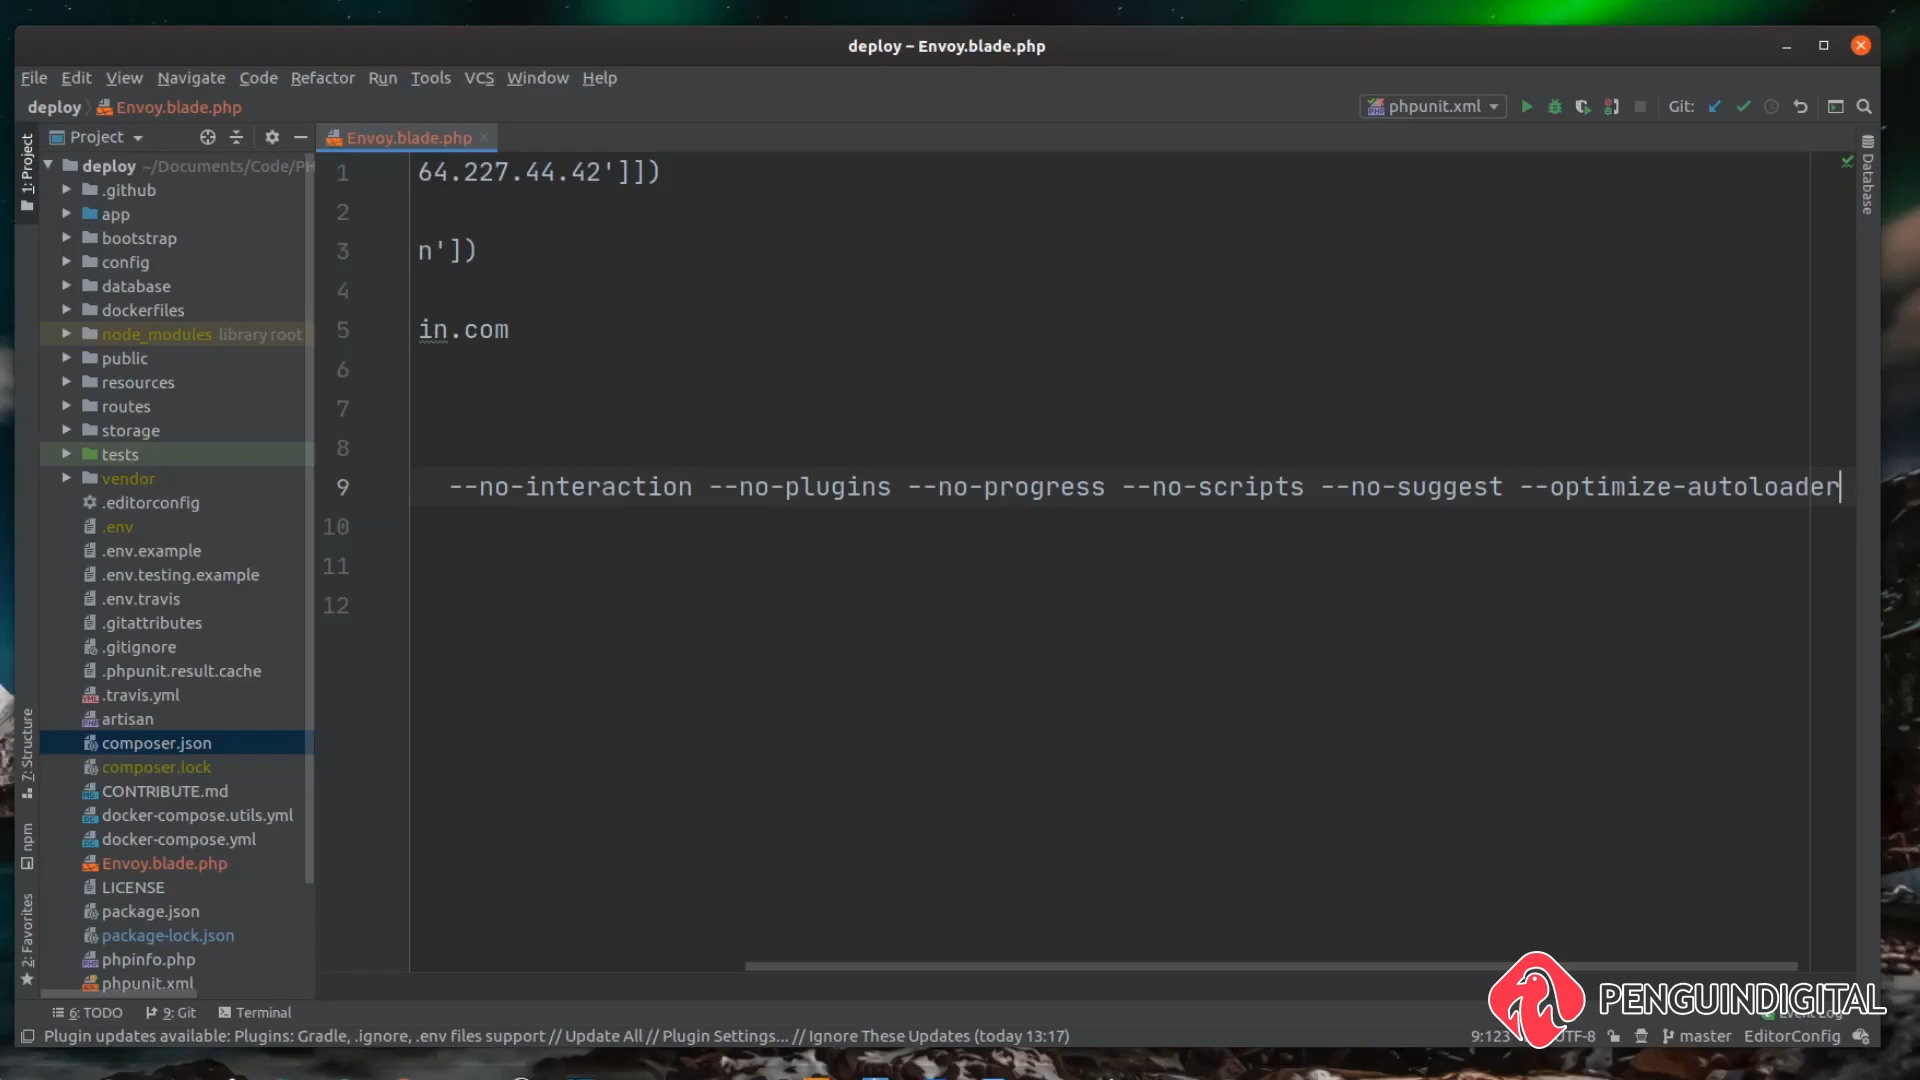 deploy – Envoy.blade.php
File Edit View Navigate Code Refactor Run Tools VCS Window Help
deploy Envoy.blade.php
phpunit.xml Git:
Project
Envoy.blade.php
1: Project
7: Structure
npm
2: Favorites
Database
deploy ~/Documents/Code/PH
.github
app
bootstrap
config
database
dockerfiles
node_modules library root
public
resources
routes
storage
tests
vendor
.editorconfig
.env
.env.example
.env.testing.example
.env.travis
.gitattributes
.gitignore
.phpunit.result.cache
.travis.yml
artisan
composer.json
composer.lock
CONTRIBUTE.md
docker-compose.utils.yml
docker-compose.yml
Envoy.blade.php
LICENSE
package.json
package-lock.json
phpinfo.php
phpunit.xml
1 64.227.44.42']])
2
3 n'])
4
5 in.com
6
7
8
9 --no-interaction --no-plugins --no-progress --no-scripts --no-suggest --optimize-autoloader
10
11
12
PENGUINDIGITAL
6: TODO 9: Git Terminal Event Log
Plugin updates available: Plugins: Gradle, .ignore, .env files support // Update All // Plugin Settings... // Ignore These Updates (today 13:17)
9:123 UTF-8 master EditorConfig